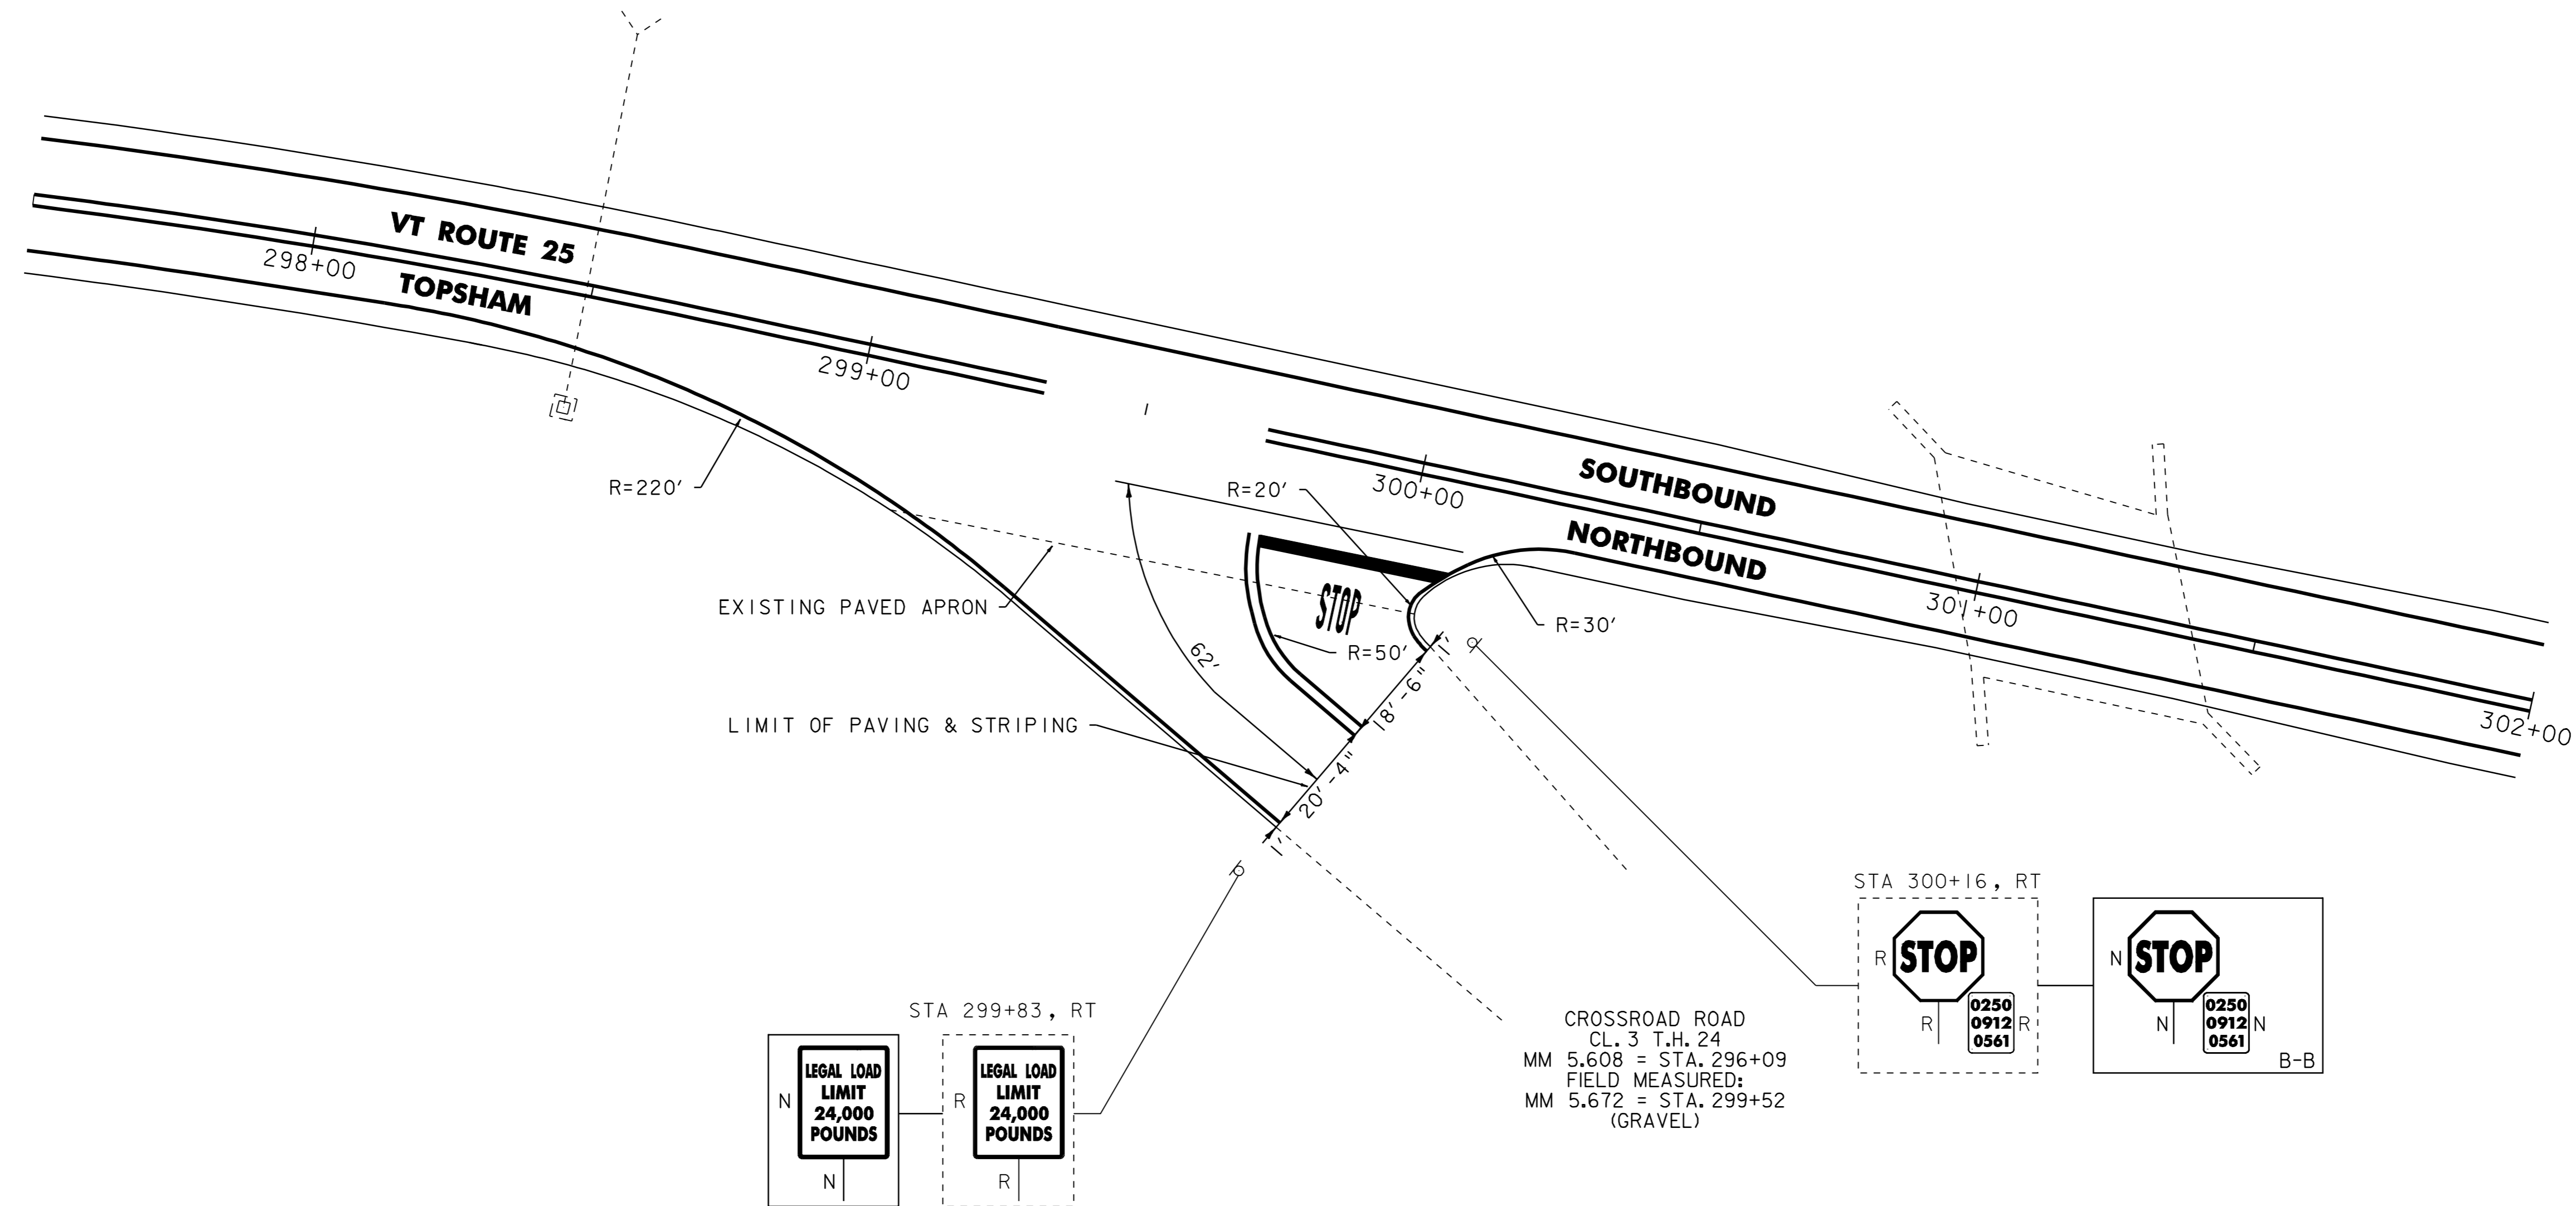 VT ROUTE 25
298+00
TOPSHAM
299+00
R=220'
SOUTHBOUND
300+00
R=20'
NORTHBOUND
301+00
302+00
EXISTING PAVED APRON
STOP
R=30'
R=50'
62'
1'
18'-6"
LIMIT OF PAVING & STRIPING
20'-4"
1'
STA 300+16, RT
R
STOP
R
0250
0912
0561
R
N
STOP
N
0250
0912
0561
N
B-B
STA 299+83, RT
N
LEGAL LOAD
LIMIT
24,000
POUNDS
N
R
LEGAL LOAD
LIMIT
24,000
POUNDS
R
CROSSROAD ROAD
CL. 3 T.H. 24
MM 5.608 = STA. 296+09
FIELD MEASURED:
MM 5.672 = STA. 299+52
(GRAVEL)